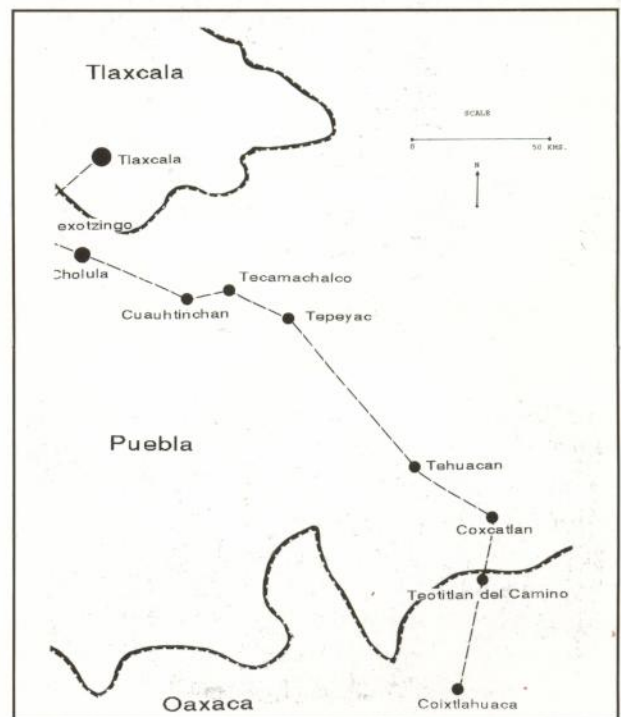 Tlaxcala
SCALE
0 50 KMS.
N
Tlaxcala
exotzingo
Cholula
Tecamachalco
Cuauhtinchan
Tepeyac
Puebla
Tehuacan
Coxcatlan
Teotitlan del Camino
Coixtlahuaca
Oaxaca